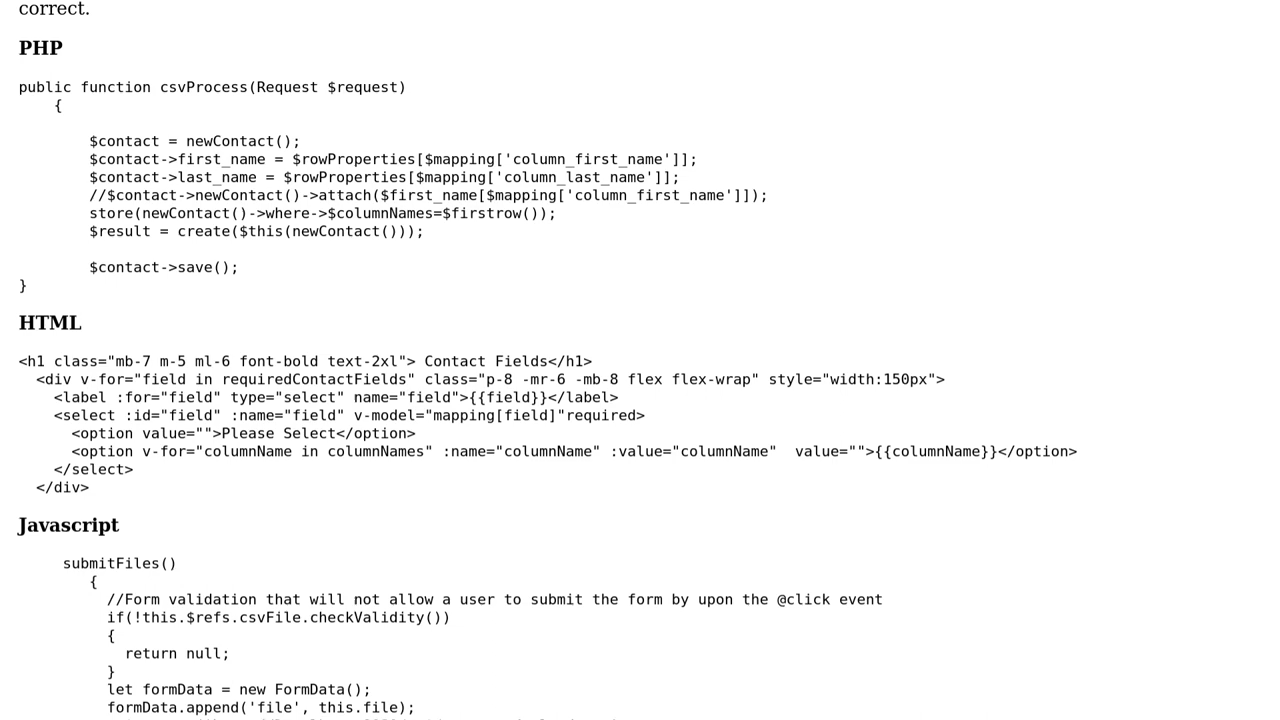 correct.
PHP
public function csvProcess(Request $request)
    {
        $contact = newContact();
        $contact->first_name = $rowProperties[$mapping['column_first_name']];
        $contact->last_name = $rowProperties[$mapping['column_last_name']];
        //$contact->newContact()->attach($first_name[$mapping['column_first_name']]);
        store(newContact()->where->$columnNames=$firstrow());
        $result = create($this(newContact()));
        $contact->save();
}
HTML
<h1 class="mb-7 m-5 ml-6 font-bold text-2xl"> Contact Fields</h1>
  <div v-for="field in requiredContactFields" class="p-8 -mr-6 -mb-8 flex flex-wrap" style="width:150px">
    <label :for="field" type="select" name="field">{{field}}</label>
    <select :id="field" :name="field" v-model="mapping[field]"required>
      <option value="">Please Select</option>
      <option v-for="columnName in columnNames" :name="columnName" :value="columnName"  value="">{{columnName}}</option>
    </select>
  </div>
Javascript
     submitFiles()
        {
          //Form validation that will not allow a user to submit the form by upon the @click event
          if(!this.$refs.csvFile.checkValidity())
          {
            return null;
          }
          let formData = new FormData();
          formData.append('file', this.file);